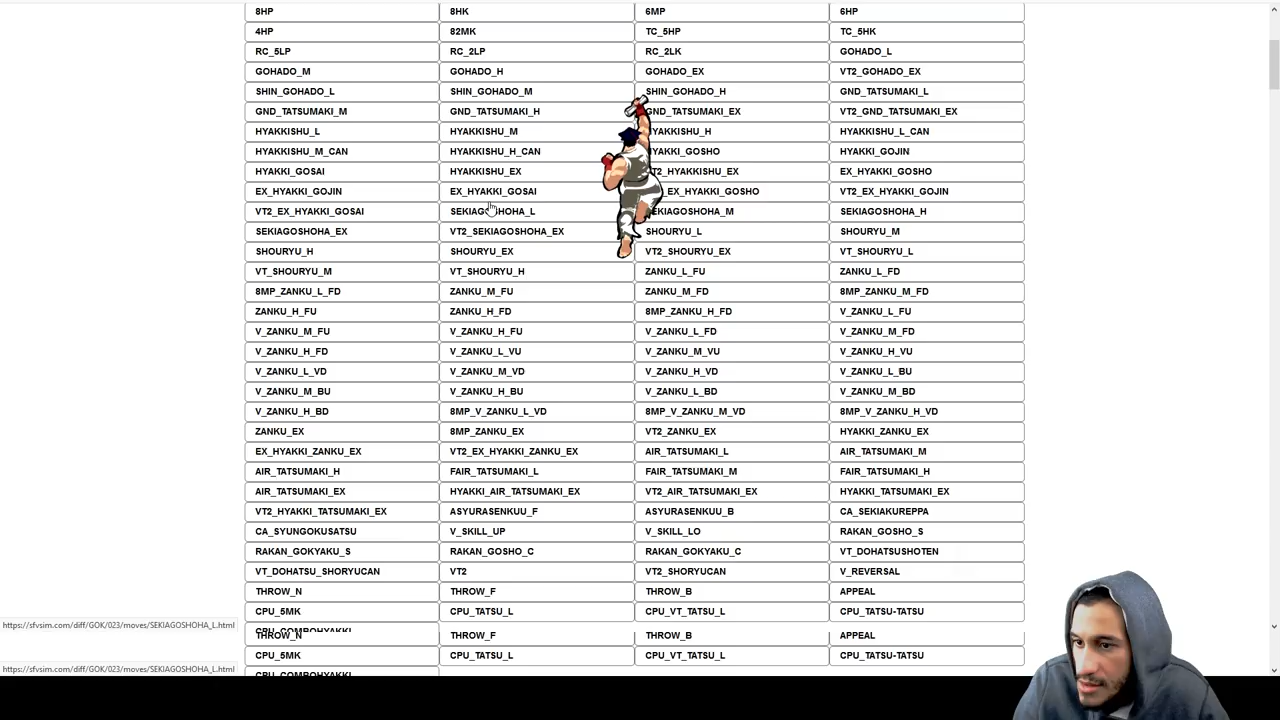 8HP 8HK 6MP 6HP
4HP 82MK TC_5HP TC_5HK
RC_5LP RC_2LP RC_2LK GOHADO_L
GOHADO_M GOHADO_H GOHADO_EX VT2_GOHADO_EX
SHIN_GOHADO_L SHIN_GOHADO_M SHIN_GOHADO_H GND_TATSUMAKI_L
GND_TATSUMAKI_M GND_TATSUMAKI_H GND_TATSUMAKI_EX VT2_GND_TATSUMAKI_EX
HYAKKISHU_L HYAKKISHU_M HYAKKISHU_H HYAKKISHU_L_CAN
HYAKKISHU_M_CAN HYAKKISHU_H_CAN HYAKKI_GOSHO HYAKKI_GOJIN
HYAKKI_GOSAI HYAKKISHU_EX T2_HYAKKISHU_EX EX_HYAKKI_GOSHO
EX_HYAKKI_GOJIN EX_HYAKKI_GOSAI EX_HYAKKI_GOSHO VT2_EX_HYAKKI_GOJIN
VT2_EX_HYAKKI_GOSAI SEKIAGOSHOHA_L SEKIAGOSHOHA_M SEKIAGOSHOHA_H
SEKIAGOSHOHA_EX VT2_SEKIAGOSHOHA_EX SHOURYU_L SHOURYU_M
SHOURYU_H SHOURYU_EX VT2_SHOURYU_EX VT_SHOURYU_L
VT_SHOURYU_M VT_SHOURYU_H ZANKU_L_FU ZANKU_L_FD
8MP_ZANKU_L_FD ZANKU_M_FU ZANKU_M_FD 8MP_ZANKU_M_FD
ZANKU_H_FU ZANKU_H_FD 8MP_ZANKU_H_FD V_ZANKU_L_FU
V_ZANKU_M_FU V_ZANKU_H_FU V_ZANKU_L_FD V_ZANKU_M_FD
V_ZANKU_H_FD V_ZANKU_L_VU V_ZANKU_M_VU V_ZANKU_H_VU
V_ZANKU_L_VD V_ZANKU_M_VD V_ZANKU_H_VD V_ZANKU_L_BU
V_ZANKU_M_BU V_ZANKU_H_BU V_ZANKU_L_BD V_ZANKU_M_BD
V_ZANKU_H_BD 8MP_V_ZANKU_L_VD 8MP_V_ZANKU_M_VD 8MP_V_ZANKU_H_VD
ZANKU_EX 8MP_ZANKU_EX VT2_ZANKU_EX HYAKKI_ZANKU_EX
EX_HYAKKI_ZANKU_EX VT2_EX_HYAKKI_ZANKU_EX AIR_TATSUMAKI_L AIR_TATSUMAKI_M
AIR_TATSUMAKI_H FAIR_TATSUMAKI_L FAIR_TATSUMAKI_M FAIR_TATSUMAKI_H
AIR_TATSUMAKI_EX HYAKKI_AIR_TATSUMAKI_EX VT2_AIR_TATSUMAKI_EX HYAKKI_TATSUMAKI_EX
VT2_HYAKKI_TATSUMAKI_EX ASYURASENKUU_F ASYURASENKUU_B CA_SEKIAKUREPPA
CA_SYUNGOKUSATSU V_SKILL_UP V_SKILL_LO RAKAN_GOSHO_S
RAKAN_GOKYAKU_S RAKAN_GOSHO_C RAKAN_GOKYAKU_C VT_DOHATSUSHOTEN
VT_DOHATSU_SHORYUCAN VT2 VT2_SHORYUCAN V_REVERSAL
THROW_N THROW_F THROW_B APPEAL
CPU_5MK CPU_TATSU_L CPU_VT_TATSU_L CPU_TATSU-TATSU
https://sfvsim.com/diff/GOK/023/moves/SEKIAGOSHOHA_L.html
CPU_COMBOHYAKKI
THROW_N THROW_F THROW_B APPEAL
CPU_5MK CPU_TATSU_L CPU_VT_TATSU_L CPU_TATSU-TATSU
https://sfvsim.com/diff/GOK/023/moves/SEKIAGOSHOHA_L.html
CPU_COMBOHYAKKI